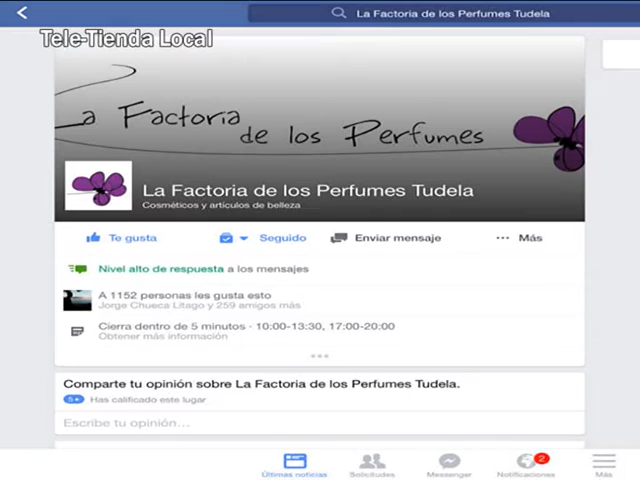 La Factoria de los Perfumes Tudela
Tele-Tienda Local
La Factoria
de los Perfumes
La Factoria de los Perfumes Tudela
Cosméticos y artículos de belleza
Te gusta
Seguido
Enviar mensaje
Más
Nivel alto de respuesta a los mensajes
A 1152 personas les gusta esto
Jorge Chueca Litago y 259 amigos más
Cierra dentro de 5 minutos · 10:00-13:30, 17:00-20:00
Obtener más información
Comparte tu opinión sobre La Factoria de los Perfumes Tudela.
5★ Has calificado este lugar
Escribe tu opinión...
2
Últimas noticias
Solicitudes
Messenger
Notificaciones
Más